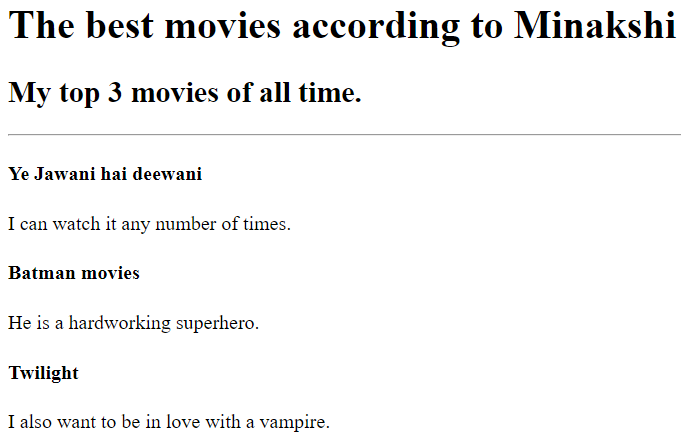 The best movies according to Minakshi
My top 3 movies of all time.
Ye Jawani hai deewani
I can watch it any number of times.
Batman movies
He is a hardworking superhero.
Twilight
I also want to be in love with a vampire.